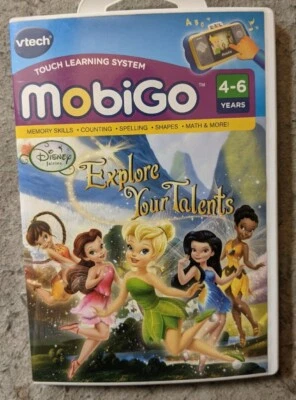 vtech
TOUCH LEARNING SYSTEM
mobiGo™
4-6
YEARS
MEMORY SKILLS • COUNTING • SPELLING • SHAPES • MATH & MORE!
Disney
fairies
Explore
Your Talents